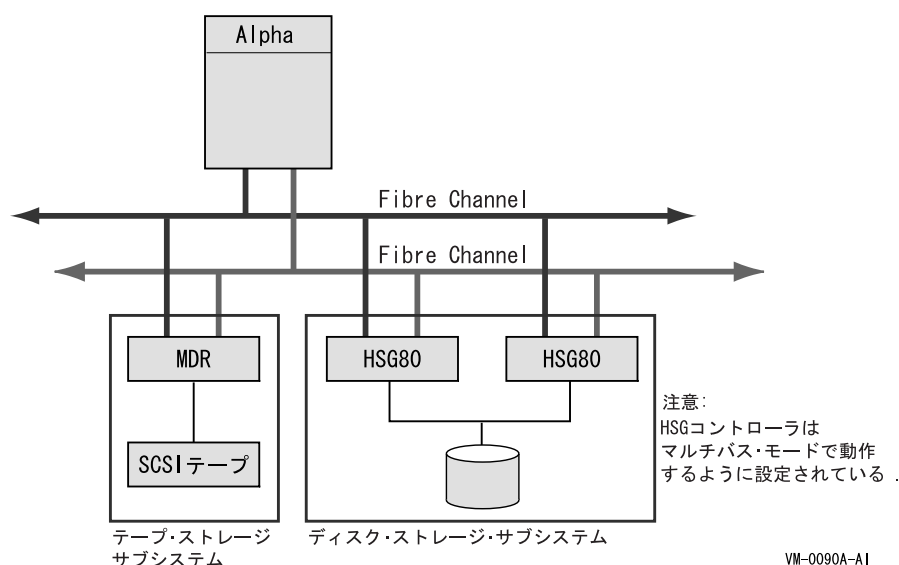 Alpha
Fibre Channel
Fibre Channel
MDR
HSG80
HSG80
SCSIテープ
注意:
HSGコントローラは
マルチバス・モードで動作
するように設定されている .
テープ・ストレージ
サブシステム
ディスク・ストレージ・サブシステム
VM-0090A-AI